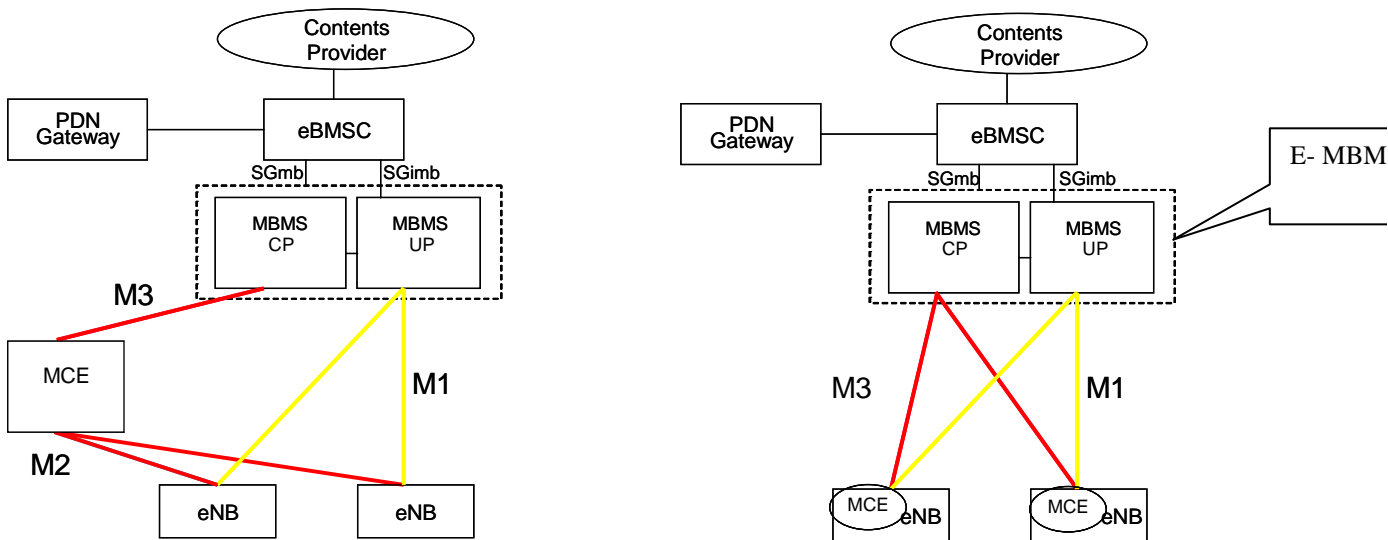 Contents
Provider
PDN
Gateway
eBMSC
SGmb
SGimb
MBMS
CP
MBMS
UP
M3
MCE
M1
M2
eNB
eNB
Contents
Provider
PDN
Gateway
eBMSC
E- MBM
SGmb
SGimb
MBMS
CP
MBMS
UP
M3
M1
MCE
eNB
MCE
eNB